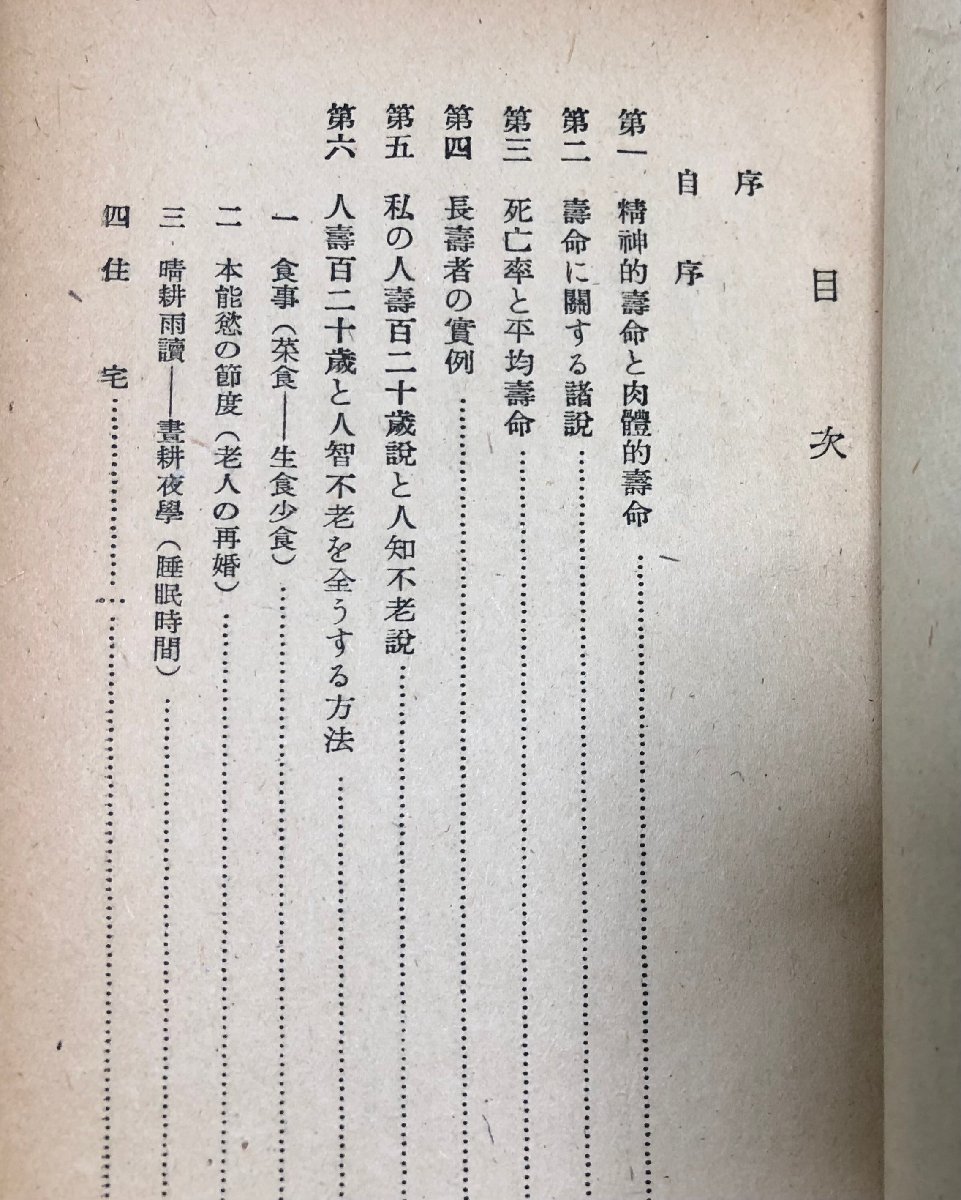 目次
序
自序
第一 精神的壽命と肉體的壽命……………………
第二 壽命に關する諸說……………………
第三 死亡率と平均壽命……………………
第四 長壽者の實例……………………
第五 私の人壽百二十歲說と人知不老說……………………
第六 人壽百二十歲と人智不老を全うする方法……………………
一 食事（菜食――生食少食）……………………
二 本能慾の節度（老人の再婚）……………………
三 晴耕雨讀――晝耕夜學（睡眠時間）……………………
四 住宅……………………